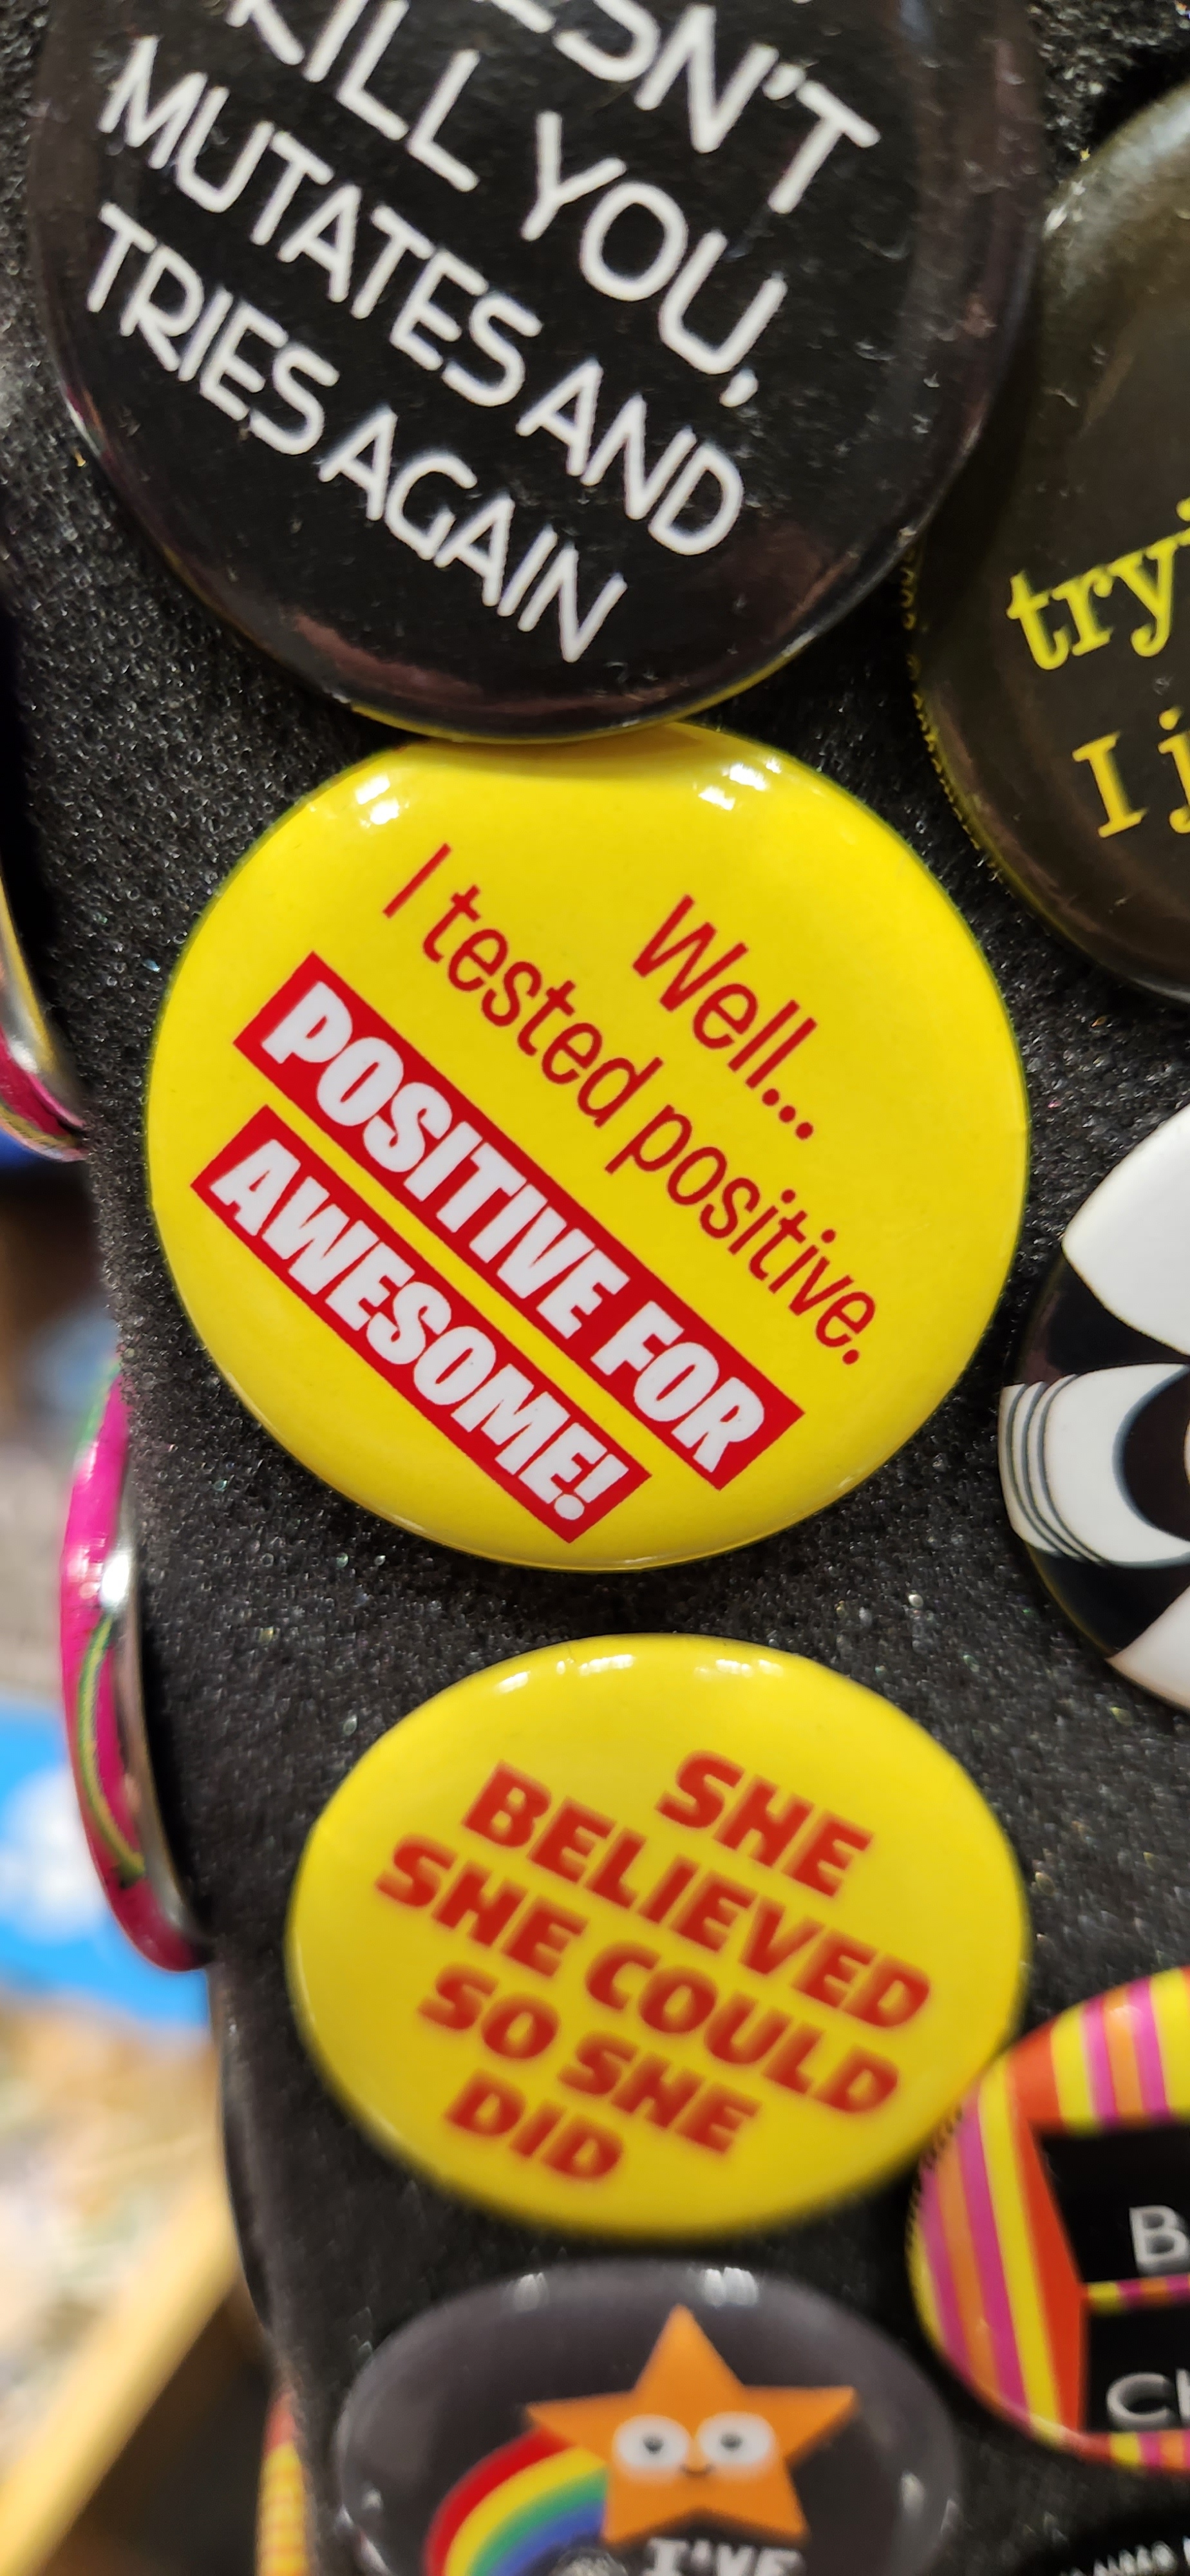 KILL YOU,
MUTATES AND
TRIES AGAIN
I j
Well...
I tested positive.
POSITIVE FOR
AWESOME!
SHE
BELIEVED
SHE COULD
SO SHE
DID
I'VE